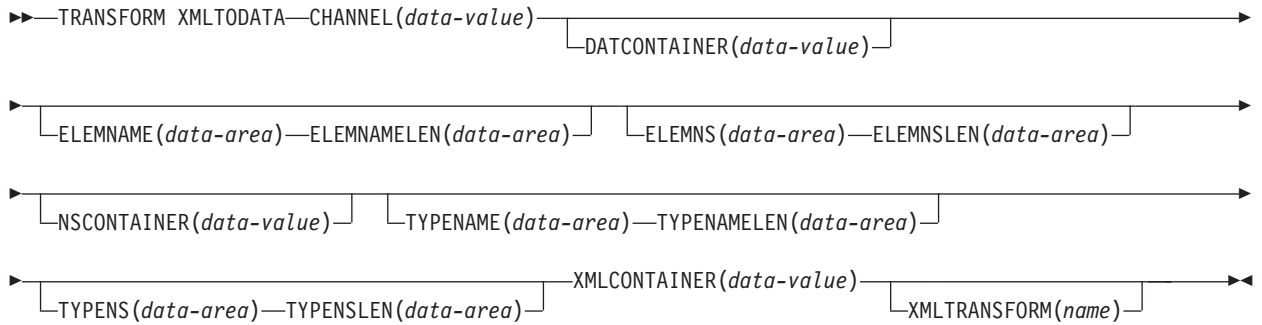 TRANSFORM XMLTODATA CHANNEL(data-value)
DATCONTAINER(data-value)
ELEMNAME(data-area) ELEMNAMELEN(data-area) ELEMNS(data-area) ELEMNSLEN(data-area)
NSCONTAINER(data-value) TYPENAME(data-area) TYPENAMELEN(data-area)
XMLCONTAINER(data-value)
TYPENS(data-area) TYPENSLEN(data-area) XMLTRANSFORM(name)